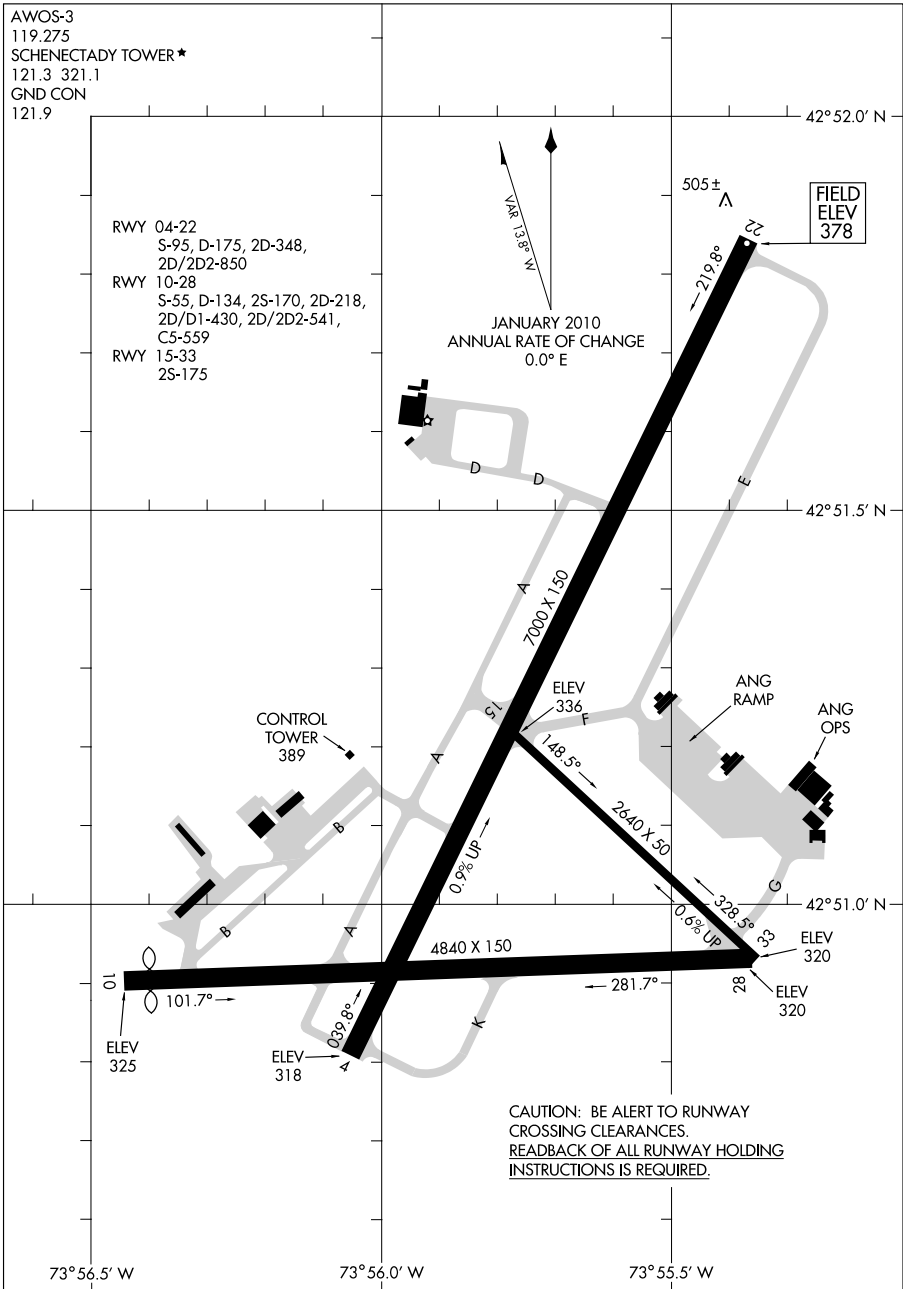 AWOS-3
119.275
SCHENECTADY TOWER★
121.3 321.1
GND CON
121.9
42°52.0' N
505±
FIELD
ELEV
378
22
VAR 13.8° W
219.8°
RWY 04-22
S-95, D-175, 2D-348,
2D/2D2-850
RWY 10-28
S-55, D-134, 2S-170, 2D-218,
2D/D1-430, 2D/2D2-541,
C5-559
RWY 15-33
2S-175
JANUARY 2010
ANNUAL RATE OF CHANGE
0.0° E
D
D
E
42°51.5' N
A
7000 X 150
ELEV
336
15
F
ANG
RAMP
ANG
OPS
CONTROL
TOWER
389
A
148.5°
B
2640 X 50
0.9% UP
G
42°51.0' N
B
A
4840 X 150
328.5°
0.6% UP
33
ELEV
320
10
101.7°
281.7°
28
ELEV
320
K
039.8°
ELEV
325
ELEV
318
4
CAUTION: BE ALERT TO RUNWAY
CROSSING CLEARANCES.
READBACK OF ALL RUNWAY HOLDING
INSTRUCTIONS IS REQUIRED.
73°56.5' W
73°56.0' W
73°55.5' W